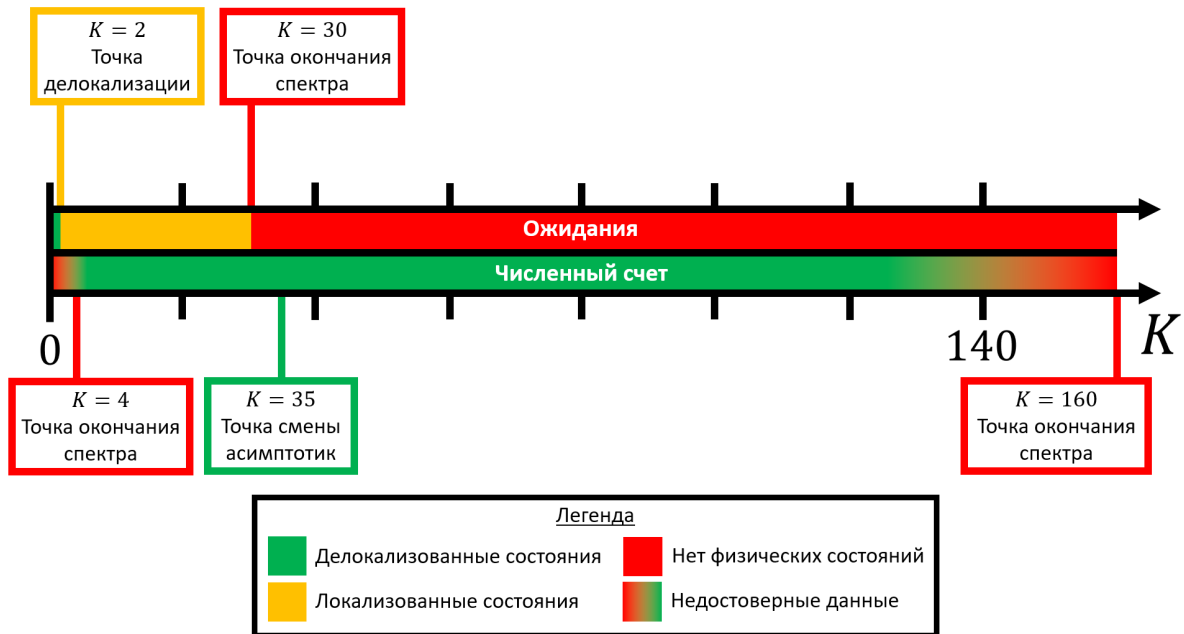 K = 2
Точка
делокализации
K = 30
Точка окончания
спектра
Ожидания
Численный счет
0
140
K
K = 4
Точка окончания
спектра
K = 35
Точка смены
асимптотик
K = 160
Точка окончания
спектра
Легенда
Делокализованные состояния
Нет физических состояний
Локализованные состояния
Недостоверные данные